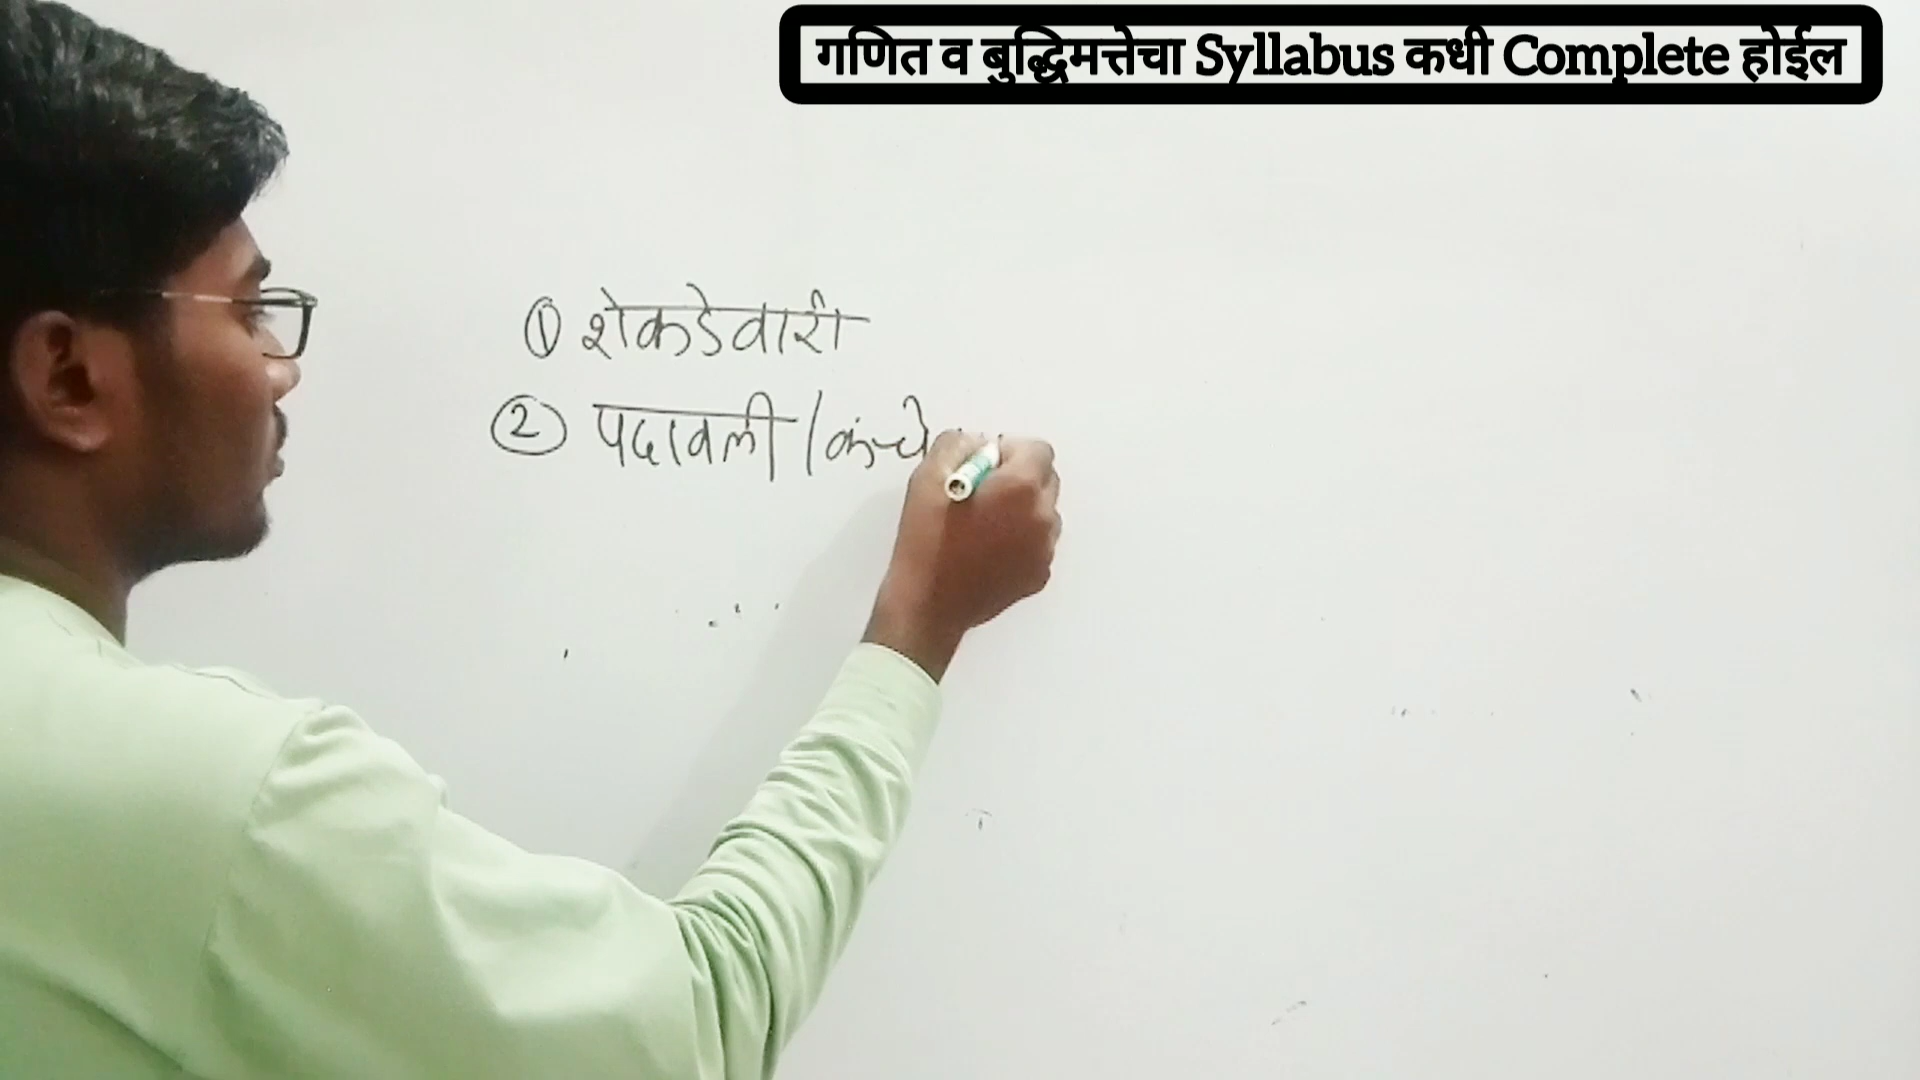 गणित व बुद्धिमत्तेचा Syllabus कधी Complete होईल
① शेकडेवारी
② पदावली /